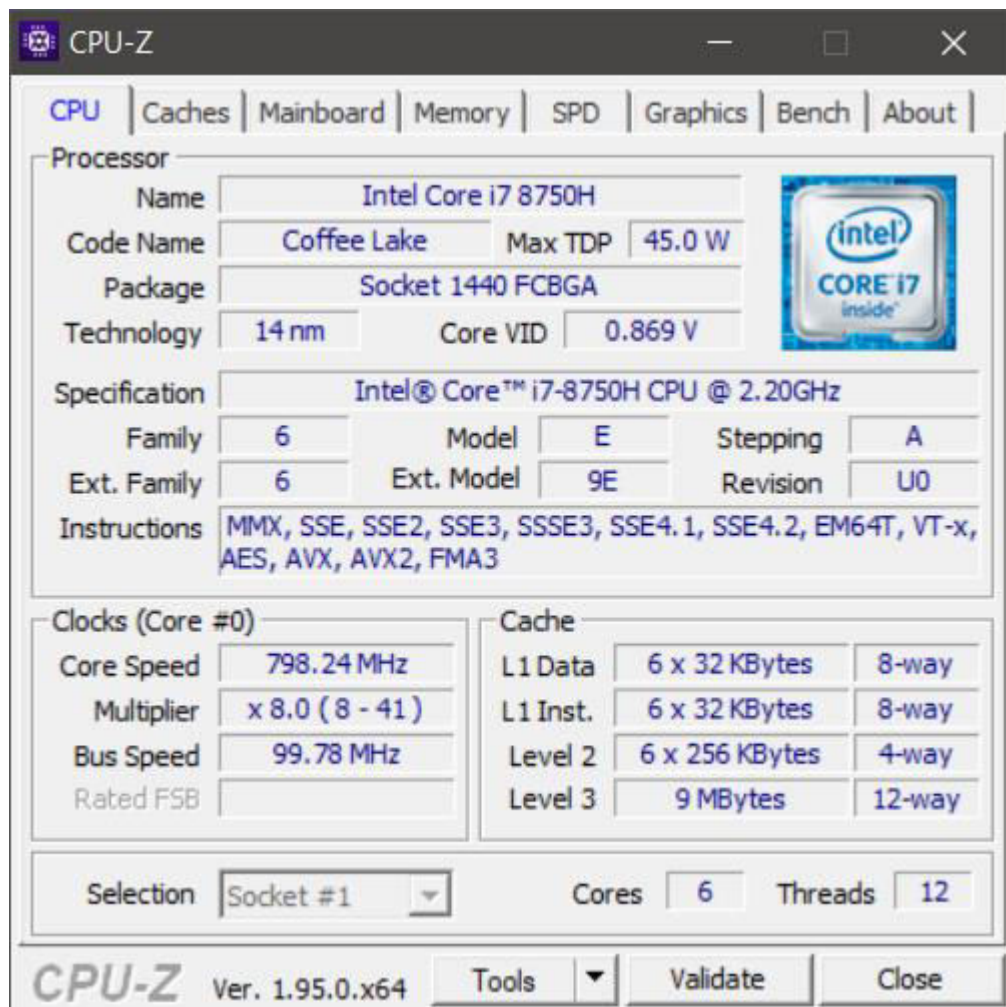 CPU-Z
CPU Caches Mainboard Memory SPD Graphics Bench About
Processor
Name Intel Core i7 8750H
Code Name Coffee Lake Max TDP 45.0 W
Package Socket 1440 FCBGA
Technology 14 nm Core VID 0.869 V
intel
CORE i7
inside™
Specification Intel® Core™ i7-8750H CPU @ 2.20GHz
Family 6 Model E Stepping A
Ext. Family 6 Ext. Model 9E Revision U0
Instructions MMX, SSE, SSE2, SSE3, SSSE3, SSE4.1, SSE4.2, EM64T, VT-x,
AES, AVX, AVX2, FMA3
Clocks (Core #0)
Core Speed 798.24 MHz
Multiplier x 8.0 ( 8 - 41 )
Bus Speed 99.78 MHz
Rated FSB
Cache
L1 Data 6 x 32 KBytes 8-way
L1 Inst. 6 x 32 KBytes 8-way
Level 2 6 x 256 KBytes 4-way
Level 3 9 MBytes 12-way
Selection Socket #1 Cores 6 Threads 12
CPU-Z Ver. 1.95.0.x64 Tools Validate Close